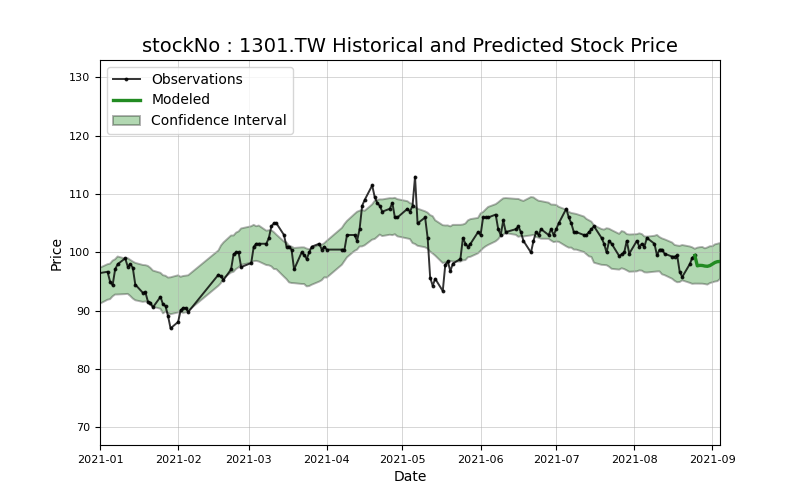 stockNo : 1301.TW Historical and Predicted Stock Price
Observations
Modeled
Confidence Interval
130
120
110
100
90
80
70
Price
2021-01 2021-02 2021-03 2021-04 2021-05 2021-06 2021-07 2021-08 2021-09
Date